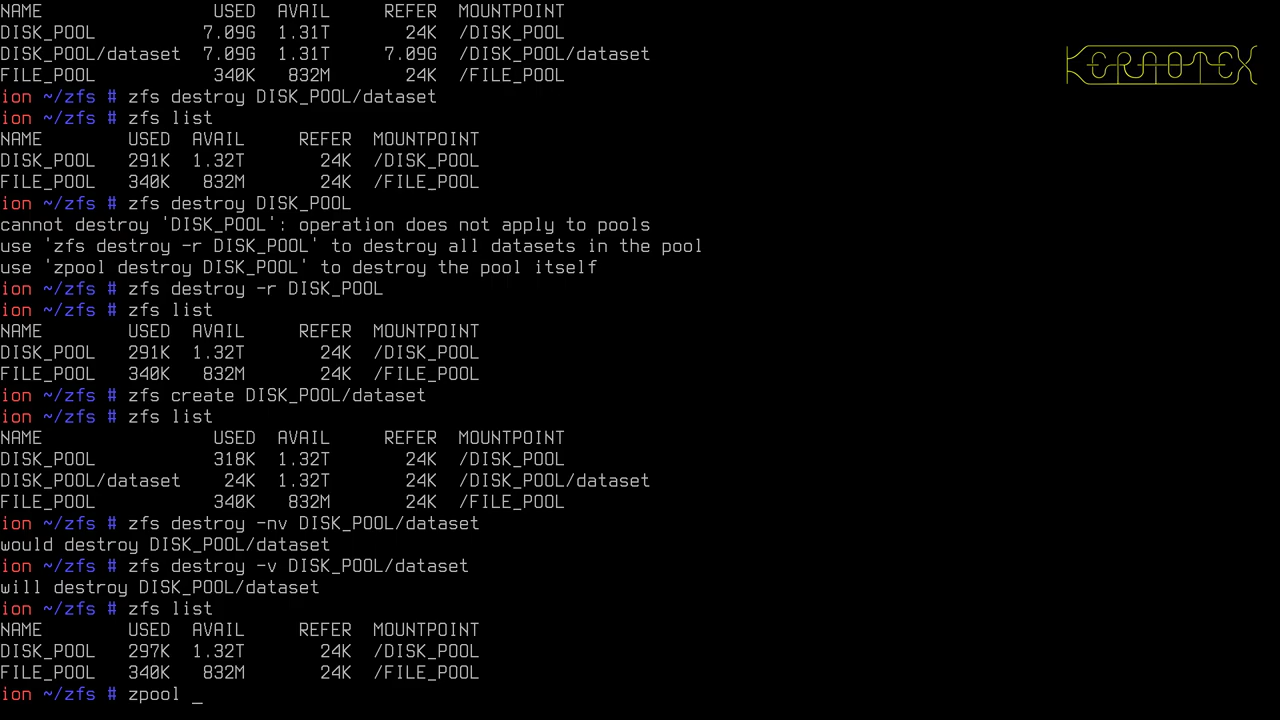 NAME USED AVAIL REFER MOUNTPOINT
DISK_POOL 7.09G 1.31T 24K /DISK_POOL
DISK_POOL/dataset 7.09G 1.31T 7.09G /DISK_POOL/dataset
FILE_POOL 340K 832M 24K /FILE_POOL
ion ~/zfs # zfs destroy DISK_POOL/dataset
ion ~/zfs # zfs list
NAME USED AVAIL REFER MOUNTPOINT
DISK_POOL 291K 1.32T 24K /DISK_POOL
FILE_POOL 340K 832M 24K /FILE_POOL
ion ~/zfs # zfs destroy DISK_POOL
cannot destroy 'DISK_POOL': operation does not apply to pools
use 'zfs destroy -r DISK_POOL' to destroy all datasets in the pool
use 'zpool destroy DISK_POOL' to destroy the pool itself
ion ~/zfs # zfs destroy -r DISK_POOL
ion ~/zfs # zfs list
NAME USED AVAIL REFER MOUNTPOINT
DISK_POOL 291K 1.32T 24K /DISK_POOL
FILE_POOL 340K 832M 24K /FILE_POOL
ion ~/zfs # zfs create DISK_POOL/dataset
ion ~/zfs # zfs list
NAME USED AVAIL REFER MOUNTPOINT
DISK_POOL 318K 1.32T 24K /DISK_POOL
DISK_POOL/dataset 24K 1.32T 24K /DISK_POOL/dataset
FILE_POOL 340K 832M 24K /FILE_POOL
ion ~/zfs # zfs destroy -nv DISK_POOL/dataset
would destroy DISK_POOL/dataset
ion ~/zfs # zfs destroy -v DISK_POOL/dataset
will destroy DISK_POOL/dataset
ion ~/zfs # zfs list
NAME USED AVAIL REFER MOUNTPOINT
DISK_POOL 297K 1.32T 24K /DISK_POOL
FILE_POOL 340K 832M 24K /FILE_POOL
ion ~/zfs # zpool _